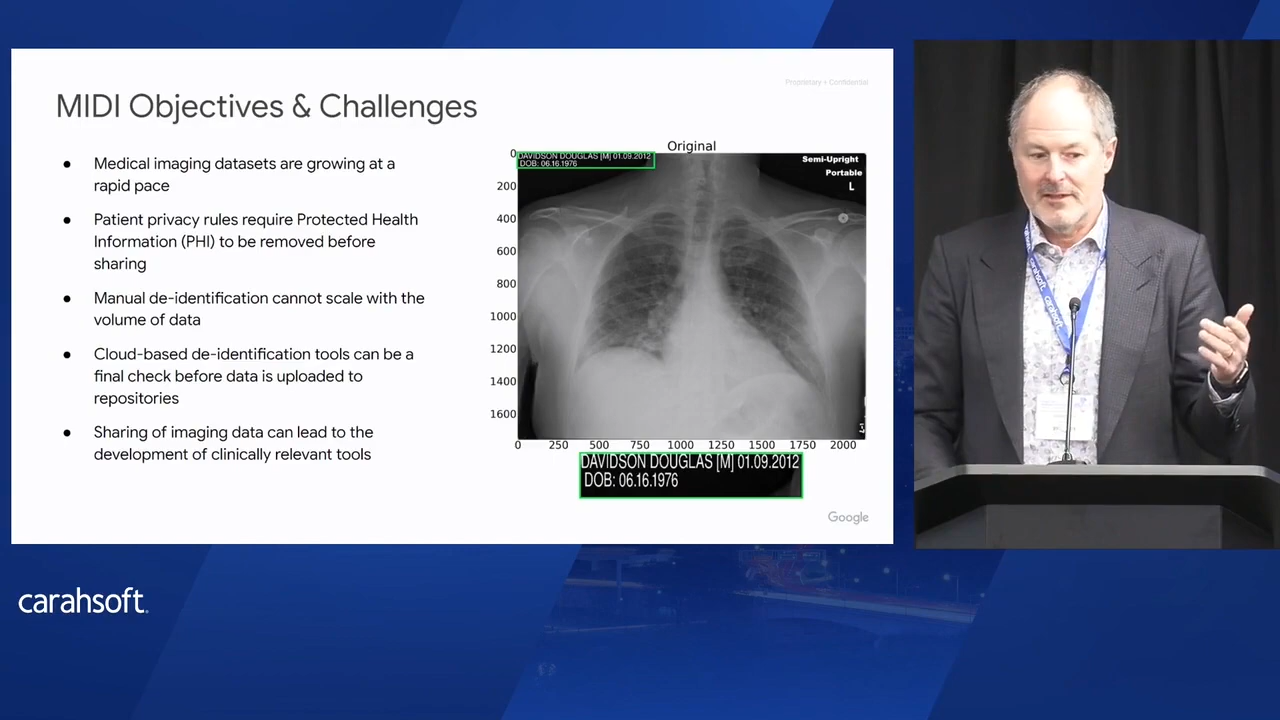 Proprietary + Confidential
MIDI Objectives & Challenges
● Medical imaging datasets are growing at a
rapid pace
● Patient privacy rules require Protected Health
Information (PHI) to be removed before
sharing
● Manual de-identification cannot scale with the
volume of data
● Cloud-based de-identification tools can be a
final check before data is uploaded to
repositories
● Sharing of imaging data can lead to the
development of clinically relevant tools
Original
DAVIDSON DOUGLAS [M] 01.09.2012
DOB: 06.16.1976
Semi-Upright
Portable
L
0
200
400
600
800
1000
1200
1400
1600
0 250 500 750 1000 1250 1500 1750 2000
DAVIDSON DOUGLAS [M] 01.09.2012
DOB: 06.16.1976
Google
carahsoft
carahsoft
carahsoft.